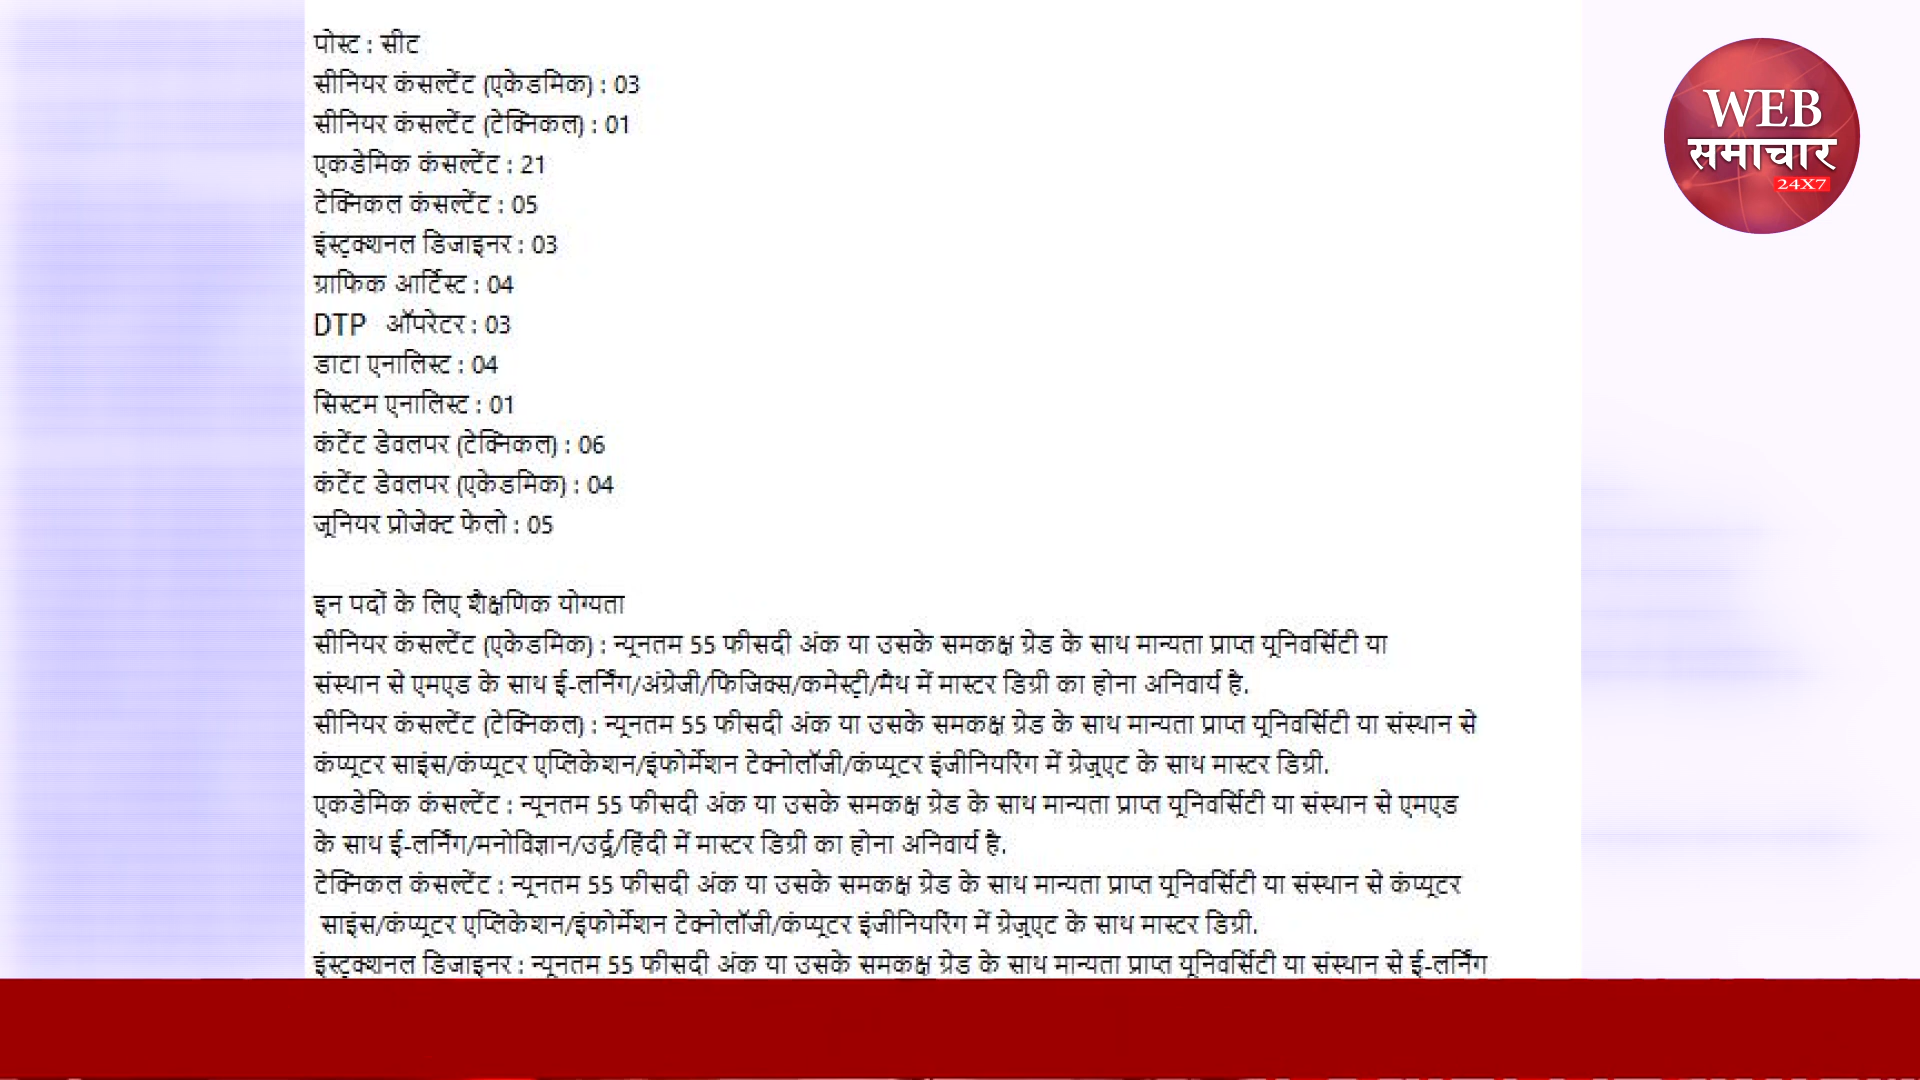 पोस्ट : सीट
सीनियर कंसल्टेंट (एकेडमिक) : 03
सीनियर कंसल्टेंट (टेक्निकल) : 01
एकडेमिक कंसल्टेंट : 21
टेक्निकल कंसल्टेंट : 05
इंस्ट्रक्शनल डिजाइनर : 03
ग्राफिक आर्टिस्ट : 04
DTP ऑपरेटर : 03
डाटा एनालिस्ट : 04
सिस्टम एनालिस्ट : 01
कंटेंट डेवलपर (टेक्निकल) : 06
कंटेंट डेवलपर (एकेडमिक) : 04
जूनियर प्रोजेक्ट फेलो : 05
इन पदों के लिए शैक्षणिक योग्यता
सीनियर कंसल्टेंट (एकेडमिक) : न्यूनतम 55 फीसदी अंक या उसके समकक्ष ग्रेड के साथ मान्यता प्राप्त यूनिवर्सिटी या
संस्थान से एमएड के साथ ई-लर्निंग/अंग्रेजी/फिजिक्स/कमेस्ट्री/मैथ में मास्टर डिग्री का होना अनिवार्य है.
सीनियर कंसल्टेंट (टेक्निकल) : न्यूनतम 55 फीसदी अंक या उसके समकक्ष ग्रेड के साथ मान्यता प्राप्त यूनिवर्सिटी या संस्थान से
कंप्यूटर साइंस/कंप्यूटर एप्लिकेशन/इंफोर्मेशन टेक्नोलॉजी/कंप्यूटर इंजीनियरिंग में ग्रेजुएट के साथ मास्टर डिग्री.
एकडेमिक कंसल्टेंट : न्यूनतम 55 फीसदी अंक या उसके समकक्ष ग्रेड के साथ मान्यता प्राप्त यूनिवर्सिटी या संस्थान से एमएड
के साथ ई-लर्निंग/मनोविज्ञान/उर्दू/हिंदी में मास्टर डिग्री का होना अनिवार्य है.
टेक्निकल कंसल्टेंट : न्यूनतम 55 फीसदी अंक या उसके समकक्ष ग्रेड के साथ मान्यता प्राप्त यूनिवर्सिटी या संस्थान से कंप्यूटर
साइंस/कंप्यूटर एप्लिकेशन/इंफोर्मेशन टेक्नोलॉजी/कंप्यूटर इंजीनियरिंग में ग्रेजुएट के साथ मास्टर डिग्री.
इंस्ट्रक्शनल डिजाइनर : न्यूनतम 55 फीसदी अंक या उसके समकक्ष ग्रेड के साथ मान्यता प्राप्त यूनिवर्सिटी या संस्थान से ई-लर्निंग
WEB
समाचार
24X7